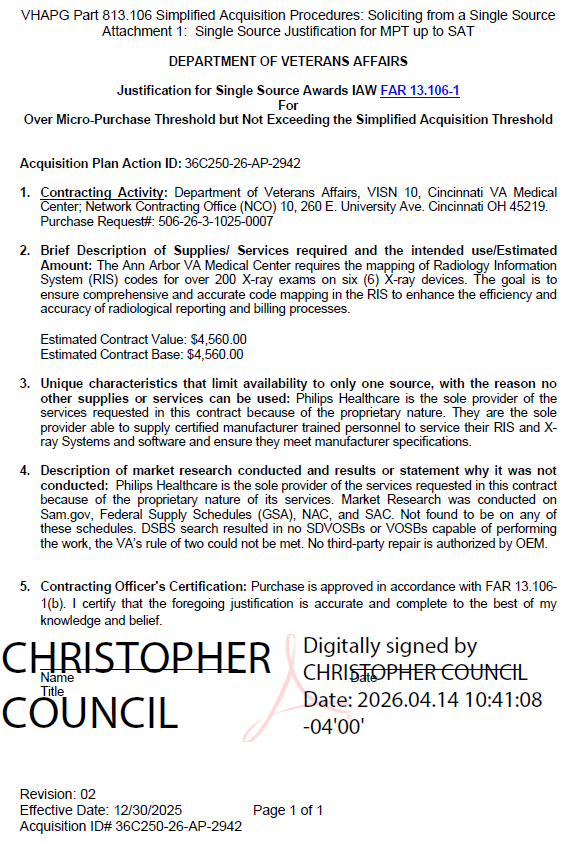 VHAPG Part 813.106 Simplified Acquisition Procedures: Soliciting from a Single Source
Attachment 1:  Single Source Justification for MPT up to SAT
DEPARTMENT OF VETERANS AFFAIRS
Justification for Single Source Awards IAW FAR 13.106-1
For
Over Micro-Purchase Threshold but Not Exceeding the Simplified Acquisition Threshold
Acquisition Plan Action ID: 36C250-26-AP-2942
1. Contracting Activity: Department of Veterans Affairs, VISN 10, Cincinnati VA Medical
Center; Network Contracting Office (NCO) 10, 260 E. University Ave. Cincinnati OH 45219.
Purchase Request#: 506-26-3-1025-0007
2. Brief Description of Supplies/ Services required and the intended use/Estimated
Amount: The Ann Arbor VA Medical Center requires the mapping of Radiology Information
System (RIS) codes for over 200 X-ray exams on six (6) X-ray devices. The goal is to
ensure comprehensive and accurate code mapping in the RIS to enhance the efficiency and
accuracy of radiological reporting and billing processes.
Estimated Contract Value: $4,560.00
Estimated Contract Base: $4,560.00
3. Unique characteristics that limit availability to only one source, with the reason no
other supplies or services can be used: Philips Healthcare is the sole provider of the
services requested in this contract because of the proprietary nature. They are the sole
provider able to supply certified manufacturer trained personnel to service their RIS and X-
ray Systems and software and ensure they meet manufacturer specifications.
4. Description of market research conducted and results or statement why it was not
conducted: Philips Healthcare is the sole provider of the services requested in this contract
because of the proprietary nature of its services. Market Research was conducted on
Sam.gov, Federal Supply Schedules (GSA), NAC, and SAC. Not found to be on any of
these schedules. DSBS search resulted in no SDVOSBs or VOSBs capable of performing
the work, the VA's rule of two could not be met. No third-party repair is authorized by OEM.
5. Contracting Officer's Certification: Purchase is approved in accordance with FAR 13.106-
1(b). I certify that the foregoing justification is accurate and complete to the best of my
knowledge and belief.
CHRISTOPHER
COUNCIL
Name
Title
Digitally signed by
CHRISTOPHER COUNCIL
Date
Date: 2026.04.14 10:41:08
-04'00'
Revision: 02
Effective Date: 12/30/2025 Page 1 of 1
Acquisition ID# 36C250-26-AP-2942